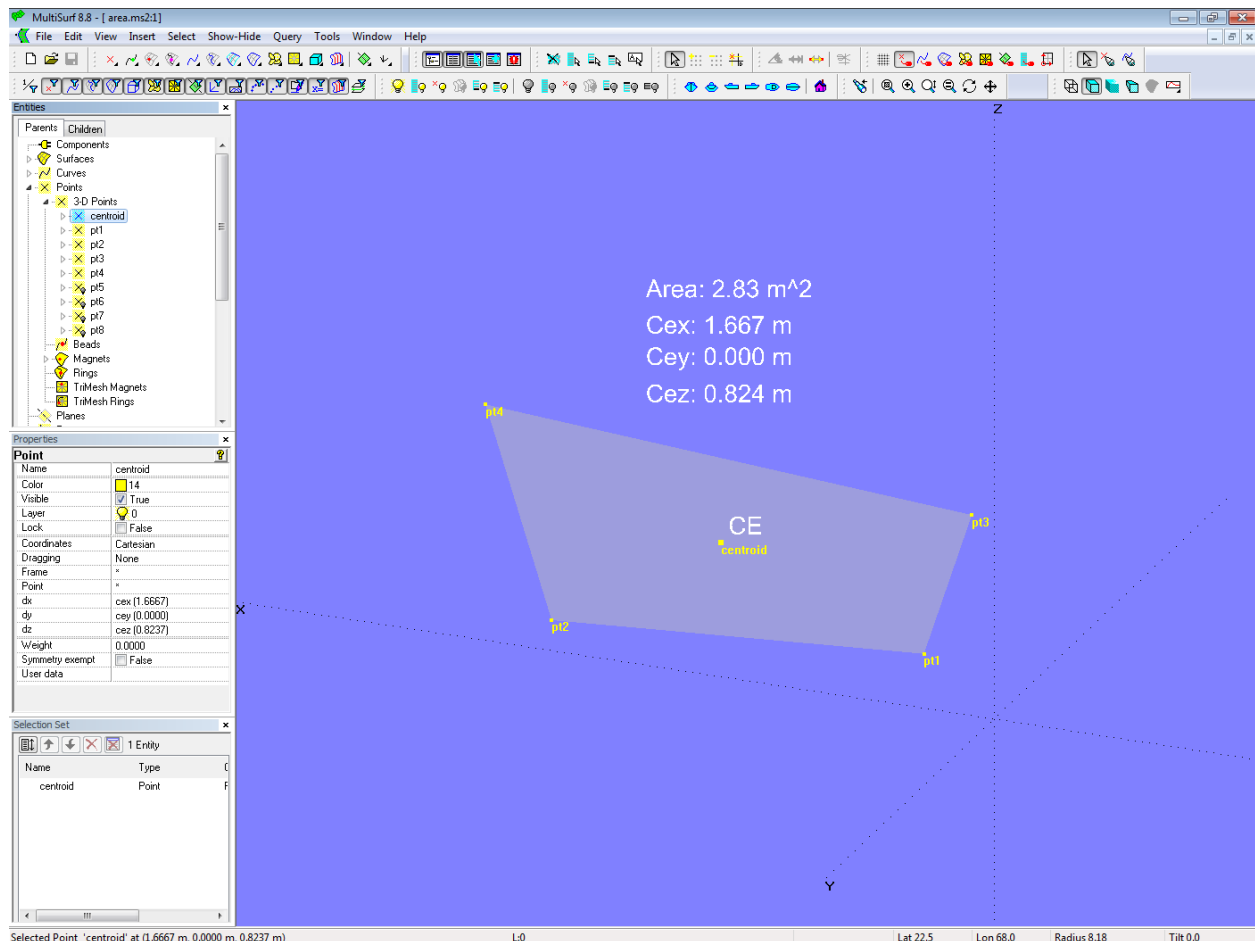 MultiSurf 8.8 - [ area.ms2:1]
File Edit View Insert Select Show-Hide Query Tools Window Help
Entities
Parents Children
Components
Surfaces
Curves
Points
3-D Points
centroid
pt1
pt2
pt3
pt4
pt5
pt6
pt7
pt8
Beads
Magnets
Rings
TriMesh Magnets
TriMesh Rings
Planes
Properties
Point
Name centroid
Color 14
Visible True
Layer 0
Lock False
Coordinates Cartesian
Dragging None
Frame *
Point *
dx cex (1.6667)
dy cey (0.0000)
dz cez (0.8237)
Weight 0.0000
Symmetry exempt False
User data
Selection Set
1 Entity
Name Type
centroid Point
Z
Area: 2.83 m^2
Cex: 1.667 m
Cey: 0.000 m
Cez: 0.824 m
pt4
CE
centroid
pt3
X
pt2
pt1
Y
Selected Point 'centroid' at (1.6667 m, 0.0000 m, 0.8237 m) L:0 Lat 22.5 Lon 68.0 Radius 8.18 Tilt 0.0